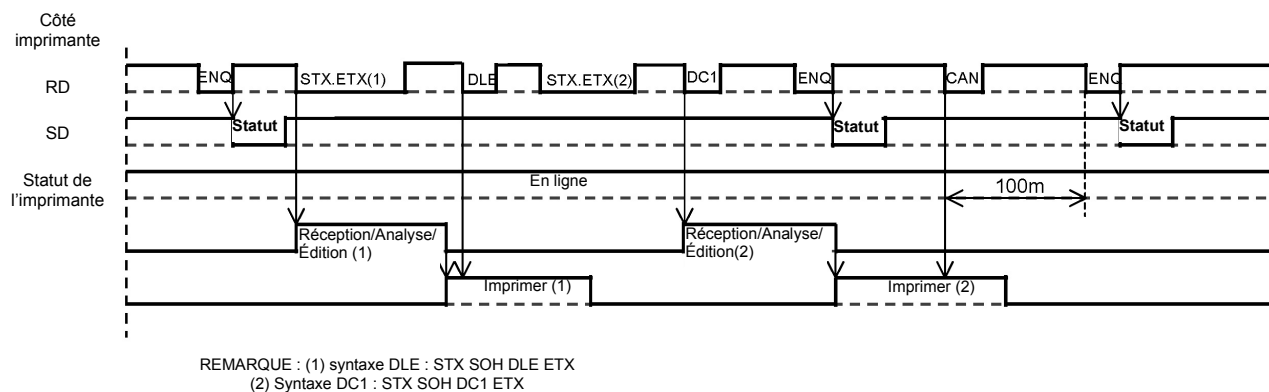 Côté
imprimante
RD
ENQ
STX.ETX(1)
DLE
STX.ETX(2)
DC1
ENQ
CAN
ENQ
SD
Statut
Statut
Statut
Statut de
l'imprimante
En ligne
100m
Réception/Analyse/
Édition (1)
Réception/Analyse/
Édition(2)
Imprimer (1)
Imprimer (2)
REMARQUE : (1) syntaxe DLE : STX SOH DLE ETX
(2) Syntaxe DC1 : STX SOH DC1 ETX